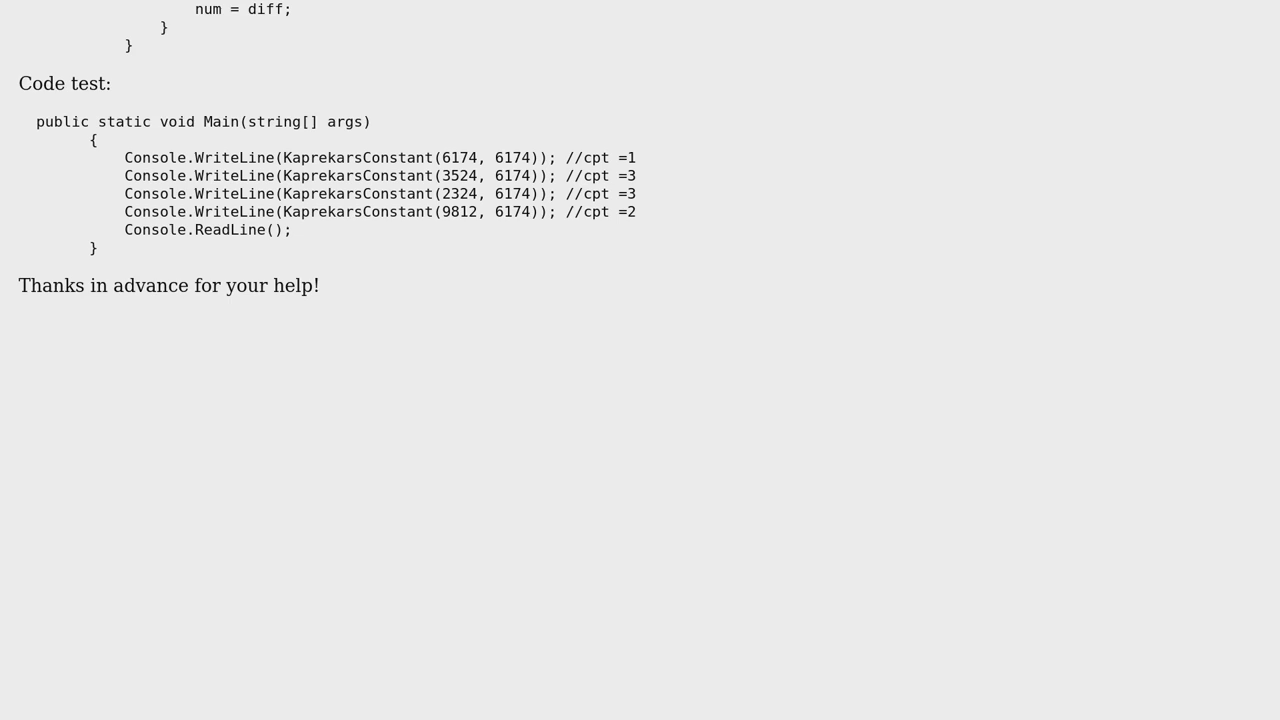 num = diff;
}
}
Code test:
public static void Main(string[] args)
{
Console.WriteLine(KaprekarsConstant(6174, 6174)); //cpt =1
Console.WriteLine(KaprekarsConstant(3524, 6174)); //cpt =3
Console.WriteLine(KaprekarsConstant(2324, 6174)); //cpt =3
Console.WriteLine(KaprekarsConstant(9812, 6174)); //cpt =2
Console.ReadLine();
}
Thanks in advance for your help!